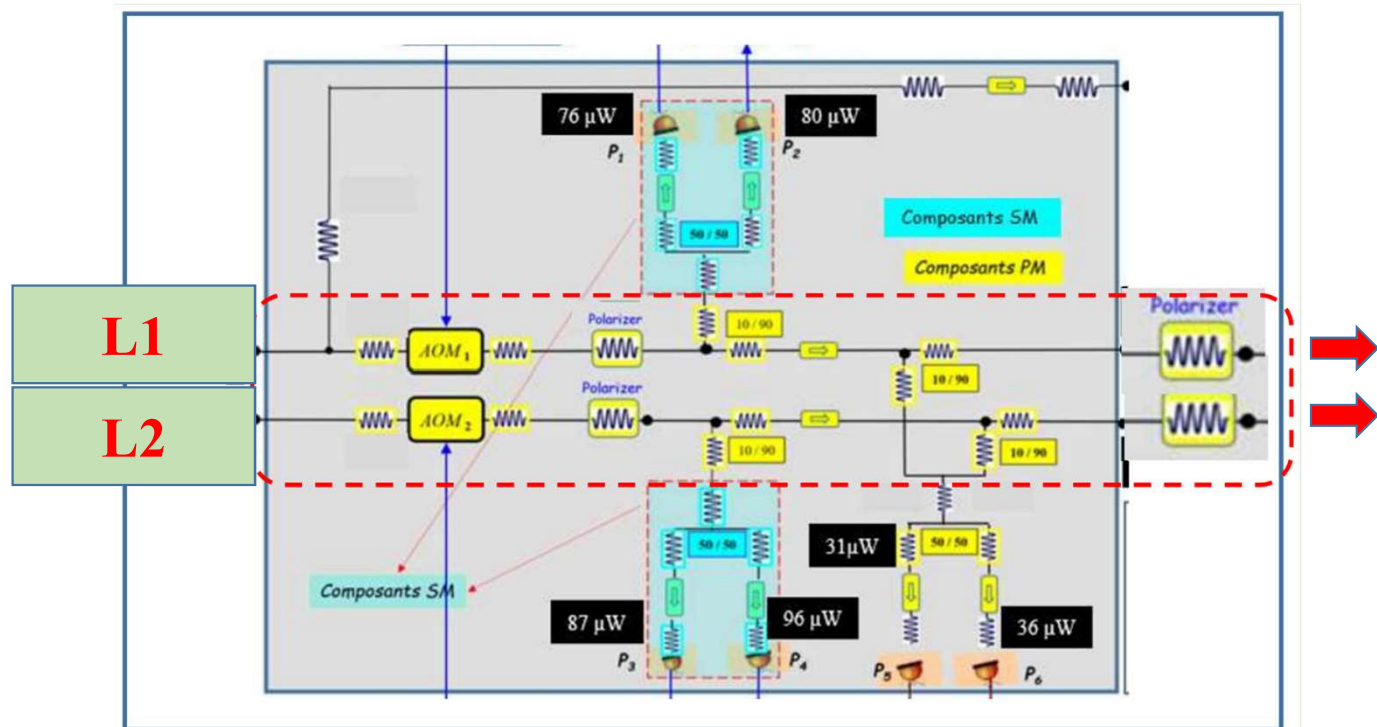 76 µW
80 µW
P1
P2
Composants SM
50 / 50
Composants PM
Polarizer
Polarizer
10 / 90
L1
AOM1
10 / 90
Polarizer
L2
AOM2
10 / 90
10 / 90
50 / 50
31µW
50 / 50
Composants SM
87 µW
96 µW
36 µW
P3
P4
P5
P6